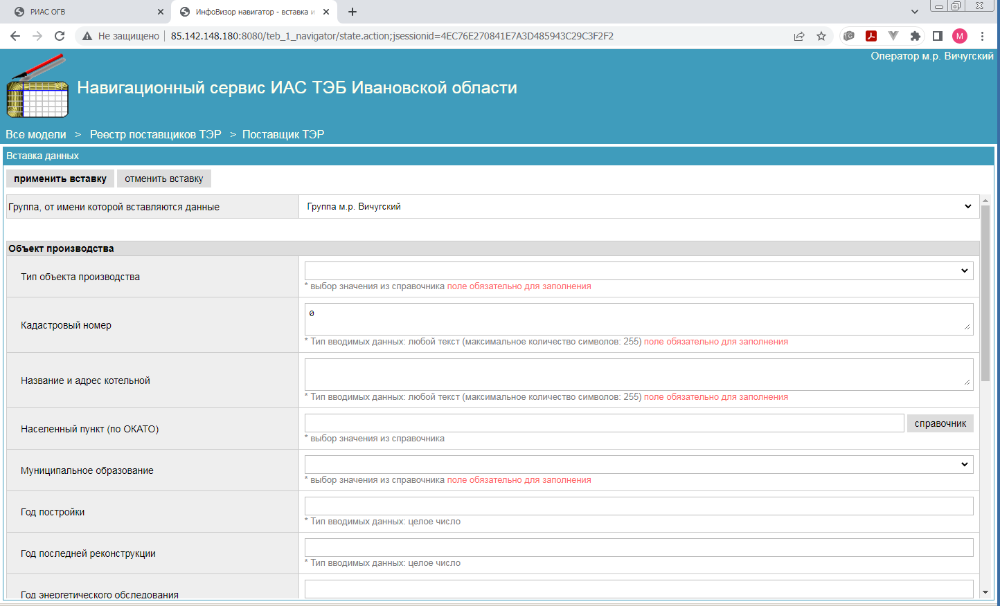 РИАС ОГВ
ИнфоВизор навигатор - вставка и
Не защищено
85.142.148.180:8080/teb_1_navigator/state.action;jsessionid=4EC76E270841E7A3D485943C29C3F2F2
M
Оператор м.р. Вичугский
Навигационный сервис ИАС ТЭБ Ивановской области
Все модели > Реестр поставщиков ТЭР > Поставщик ТЭР
Вставка данных
применить вставку
отменить вставку
Группа, от имени которой вставляются данные
Группа м.р. Вичугский
Объект производства
Тип объекта производства
* выбор значения из справочника поле обязательно для заполнения
Кадастровый номер
0
* Тип вводимых данных: любой текст (максимальное количество символов: 255) поле обязательно для заполнения
Название и адрес котельной
* Тип вводимых данных: любой текст (максимальное количество символов: 255) поле обязательно для заполнения
Населенный пункт (по ОКАТО)
справочник
* выбор значения из справочника
Муниципальное образование
* выбор значения из справочника поле обязательно для заполнения
Год постройки
* Тип вводимых данных: целое число
Год последней реконструкции
* Тип вводимых данных: целое число
Год энергетического обследования